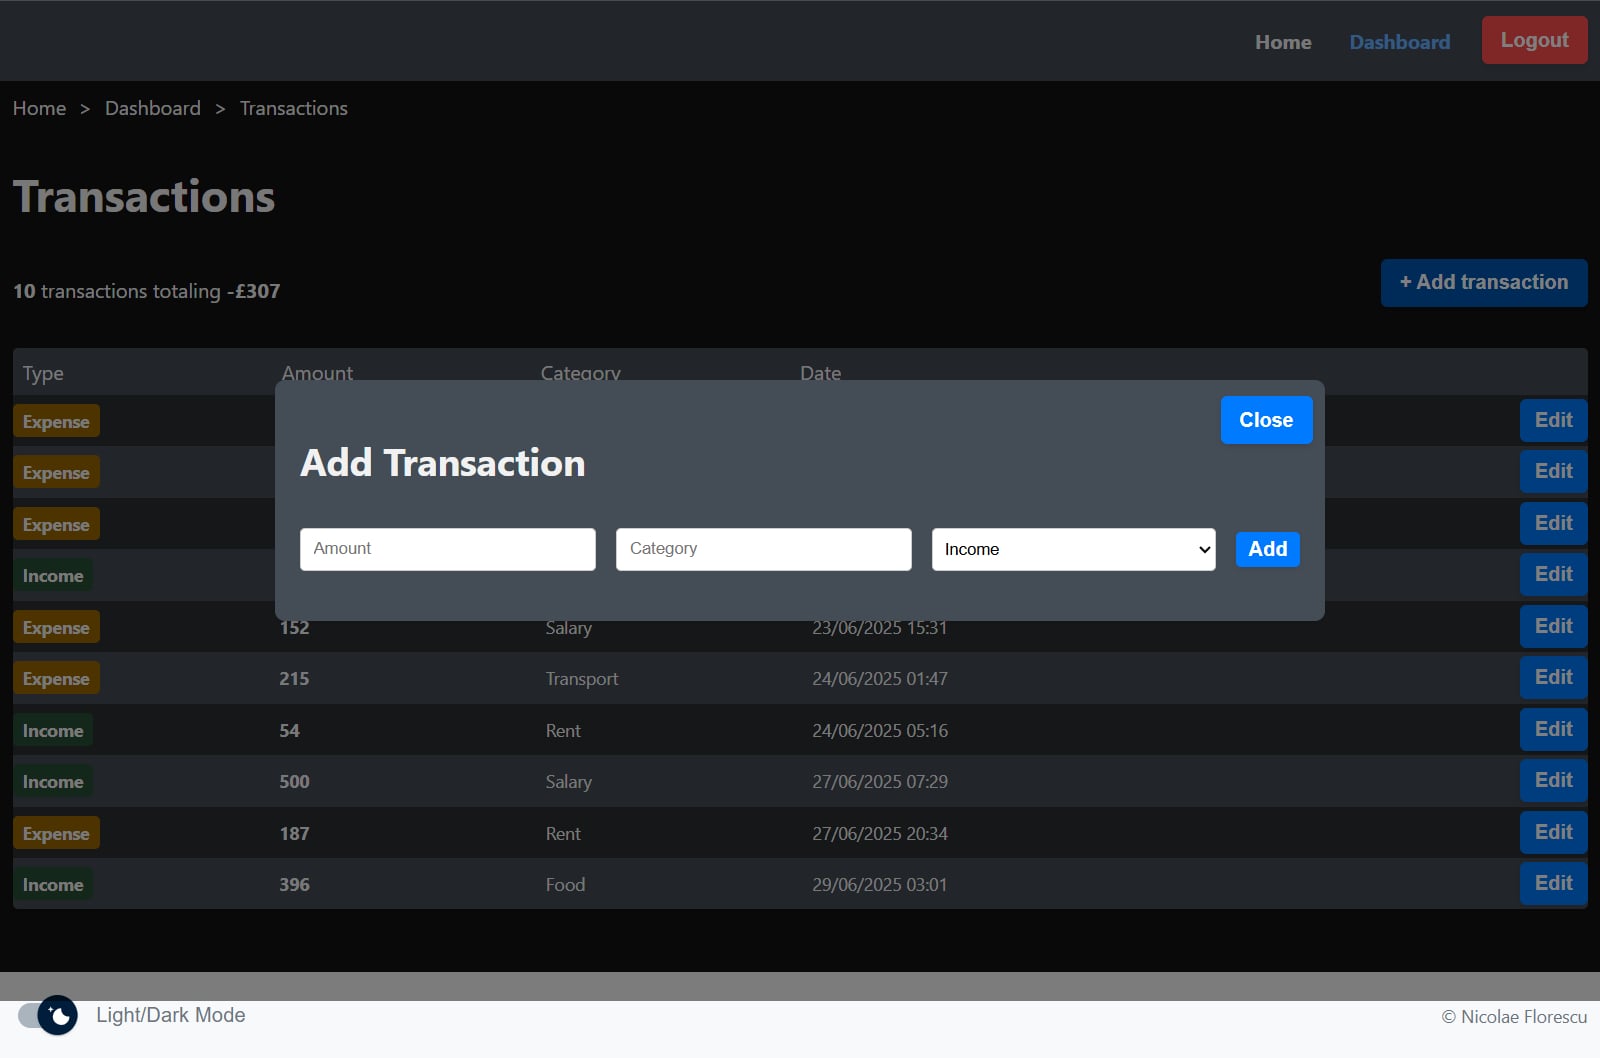 Home Dashboard Logout
Home > Dashboard > Transactions
Transactions
10 transactions totaling -£307
+ Add transaction
Type Amount Category Date
Expense Edit
Expense Edit
Expense Edit
Income Edit
Close
Add Transaction
Amount Category Income Add
Expense 152 Salary 23/06/2025 15:31 Edit
Expense 215 Transport 24/06/2025 01:47 Edit
Income 54 Rent 24/06/2025 05:16 Edit
Income 500 Salary 27/06/2025 07:29 Edit
Expense 187 Rent 27/06/2025 20:34 Edit
Income 396 Food 29/06/2025 03:01 Edit
Light/Dark Mode
© Nicolae Florescu